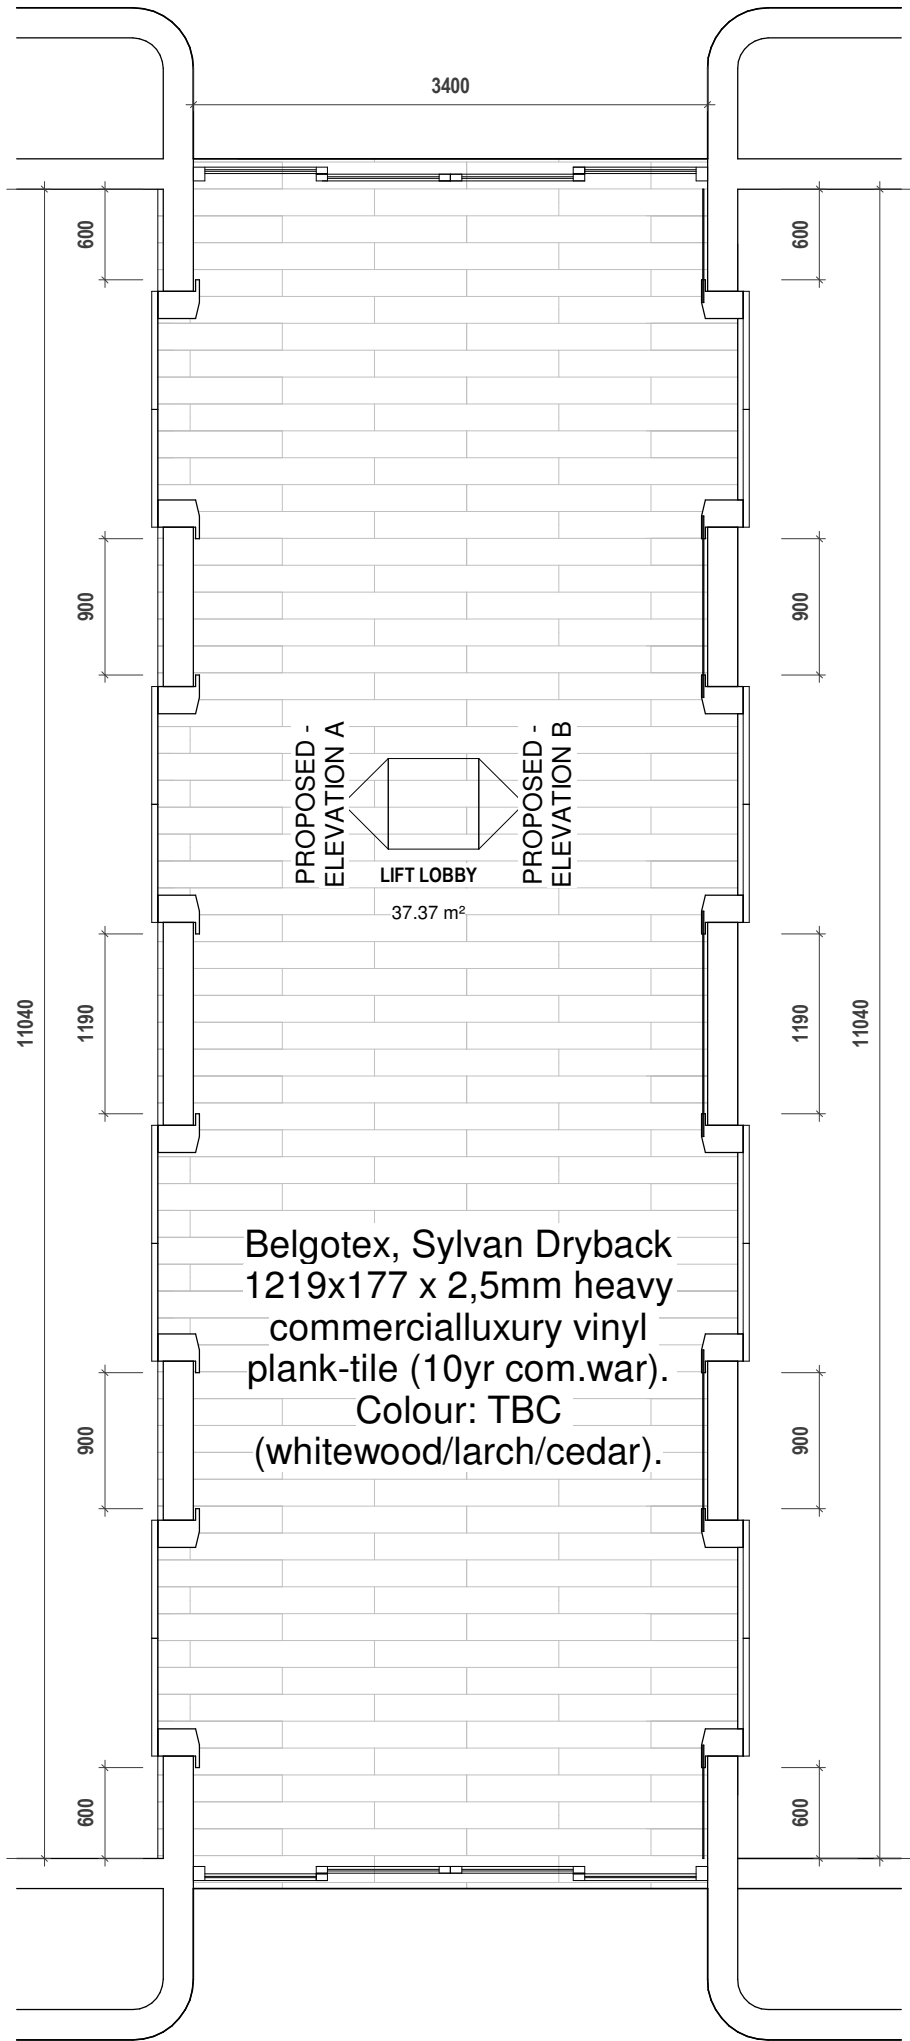 3400
600
600
900
900
PROPOSED -
ELEVATION A
PROPOSED -
ELEVATION B
LIFT LOBBY
37.37 m²
11040
1190
1190
11040
Belgotex, Sylvan Dryback
1219x177 x 2,5mm heavy
commercialluxury vinyl
plank-tile (10yr com.war).
Colour: TBC
(whitewood/larch/cedar).
900
900
600
600